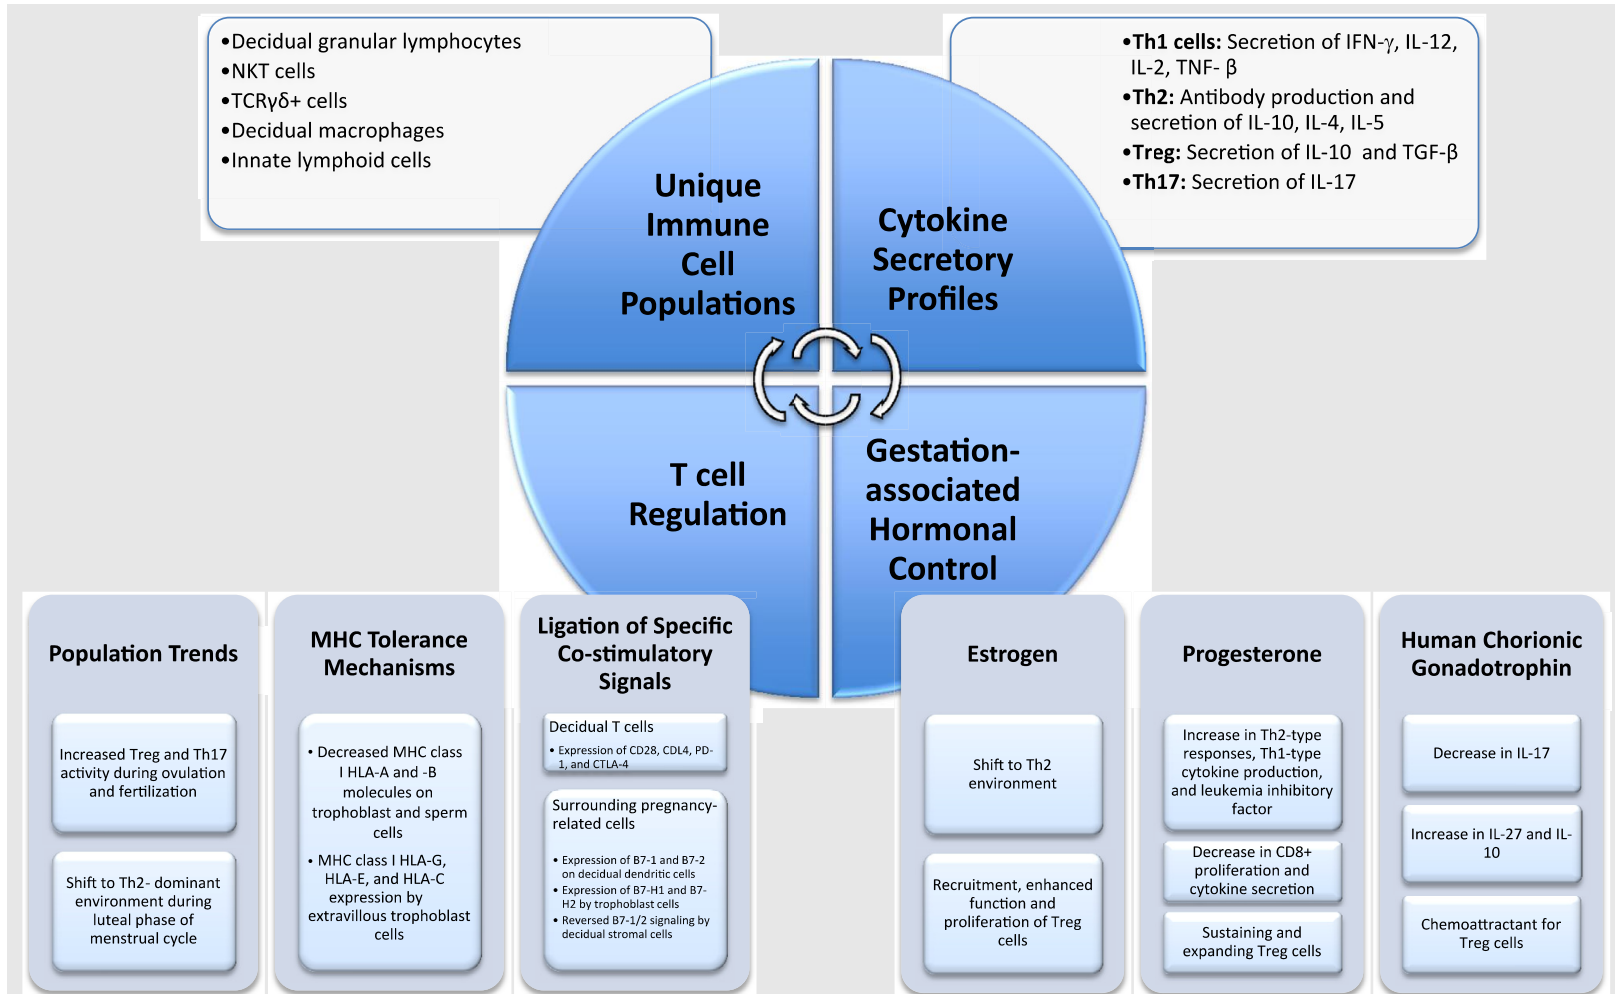 •Decidual granular lymphocytes
•NKT cells
•TCRγδ+ cells
•Decidual macrophages
•Innate lymphoid cells
•Th1 cells: Secretion of IFN-γ, IL-12,
IL-2, TNF- β
•Th2: Antibody production and
secretion of IL-10, IL-4, IL-5
•Treg: Secretion of IL-10 and TGF-β
•Th17: Secretion of IL-17
Unique
Immune
Cell
Populations
Cytokine
Secretory
Profiles
T cell
Regulation
Gestation-
associated
Hormonal
Control
Population Trends
Increased Treg and Th17
activity during ovulation
and fertilization
Shift to Th2- dominant
environment during
luteal phase of
menstrual cycle
MHC Tolerance
Mechanisms
• Decreased MHC class
I HLA-A and -B
molecules on
trophoblast and sperm
cells
• MHC class I HLA-G,
HLA-E, and HLA-C
expression by
extravillous trophoblast
cells
Ligation of Specific
Co-stimulatory
Signals
Decidual T cells
• Expression of CD28, CDL4, PD-
1, and CTLA-4
Surrounding pregnancy-
related cells
• Expression of B7-1 and B7-2
on decidual dendritic cells
• Expression of B7-H1 and B7-
H2 by trophoblast cells
• Reversed B7-1/2 signaling by
decidual stromal cells
Estrogen
Shift to Th2
environment
Recruitment, enhanced
function and
proliferation of Treg
cells
Progesterone
Increase in Th2-type
responses, Th1-type
cytokine production,
and leukemia inhibitory
factor
Decrease in CD8+
proliferation and
cytokine secretion
Sustaining and
expanding Treg cells
Human Chorionic
Gonadotrophin
Decrease in IL-17
Increase in IL-27 and IL-
10
Chemoattractant for
Treg cells